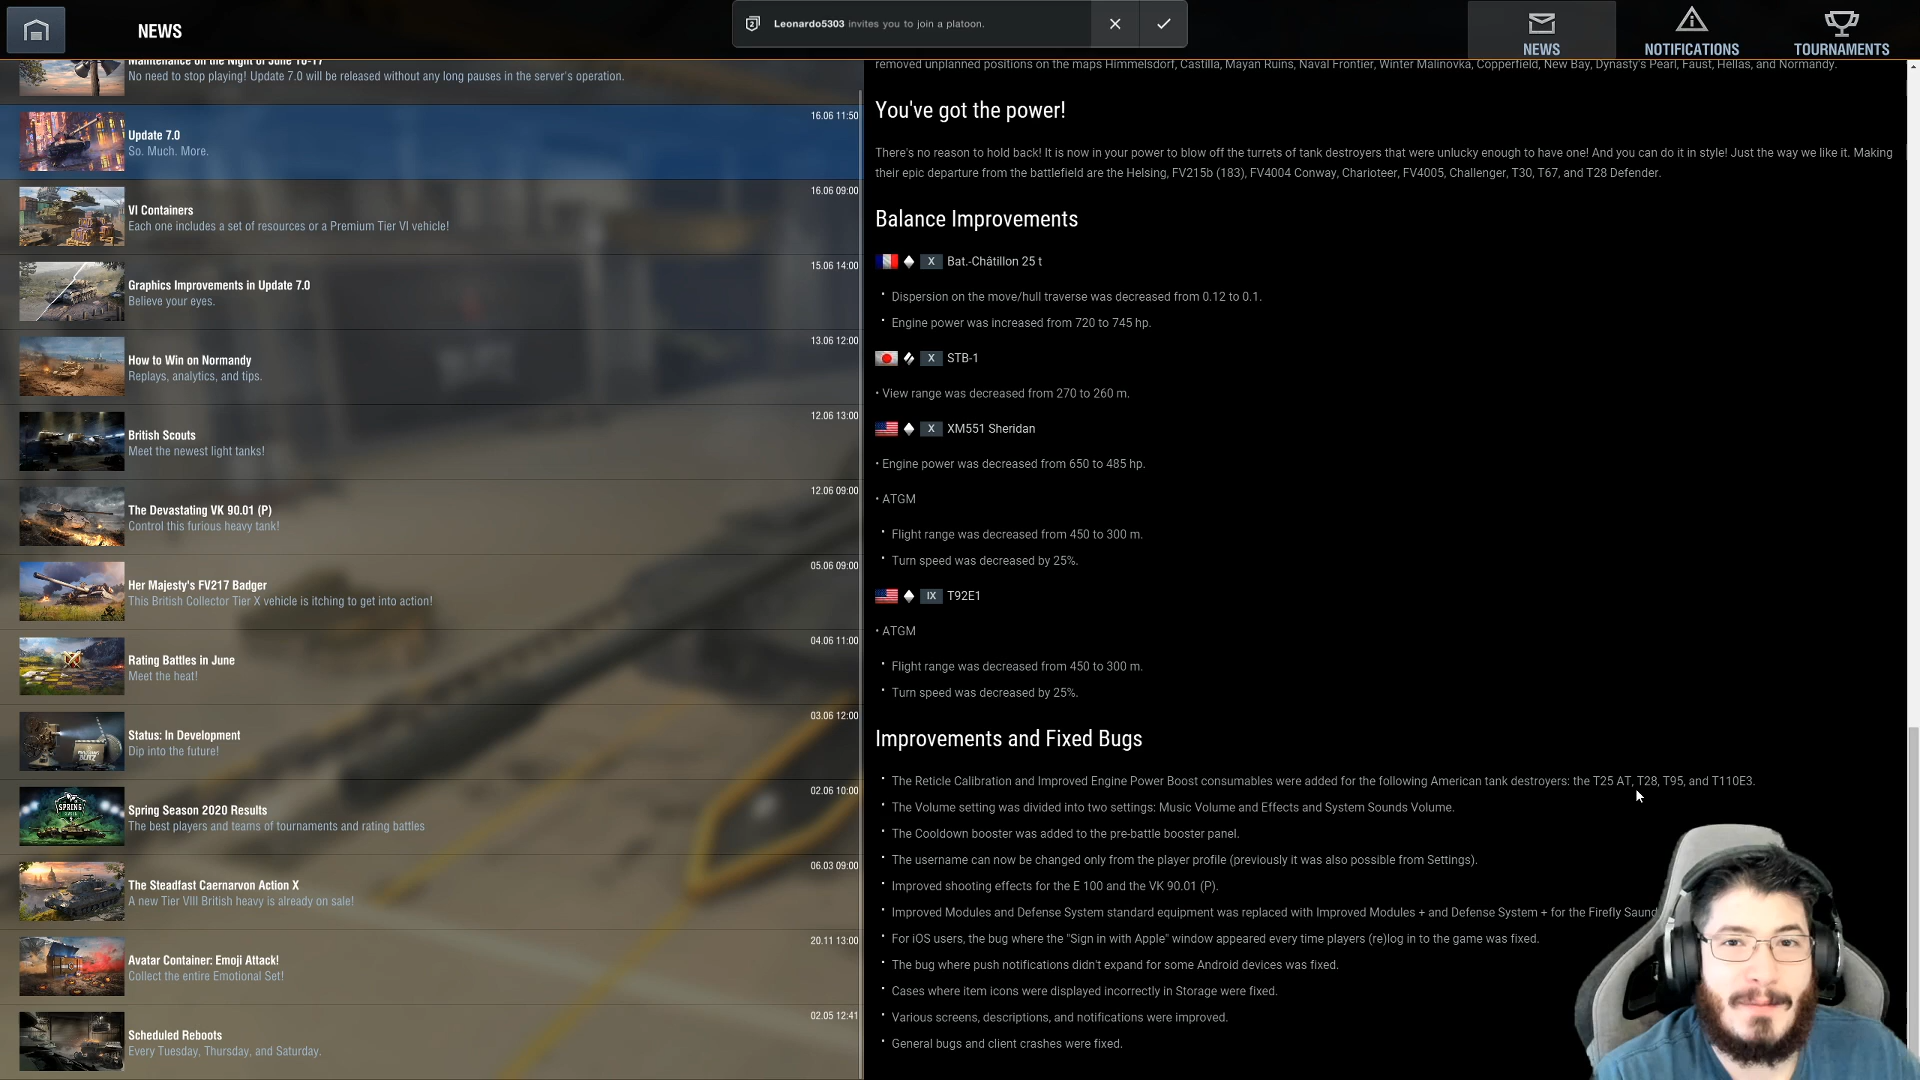 NEWS
Leonardo5303 invites you to join a platoon.
NEWS
NOTIFICATIONS
TOURNAMENTS
Maintenance on the Night of June 16-17
No need to stop playing! Update 7.0 will be released without any long pauses in the server's operation.
16.06 11:50
Update 7.0
So. Much. More.
16.06 09:00
VI Containers
Each one includes a set of resources or a Premium Tier VI vehicle!
15.06 14:00
Graphics Improvements in Update 7.0
Believe your eyes.
13.06 12:00
How to Win on Normandy
Replays, analytics, and tips.
12.06 13:00
British Scouts
Meet the newest light tanks!
12.06 09:00
The Devastating VK 90.01 (P)
Control this furious heavy tank!
05.06 09:00
Her Majesty's FV217 Badger
This British Collector Tier X vehicle is itching to get into action!
04.06 11:00
Rating Battles in June
Meet the heat!
03.06 12:00
Status: In Development
Dip into the future!
02.06 10:00
Spring Season 2020 Results
The best players and teams of tournaments and rating battles
06.03 09:00
The Steadfast Caernarvon Action X
A new Tier VIII British heavy is already on sale!
20.11 13:00
Avatar Container: Emoji Attack!
Collect the entire Emotional Set!
02.05 12:41
Scheduled Reboots
Every Tuesday, Thursday, and Saturday.
removed unplanned positions on the maps Himmelsdorf, Castilla, Mayan Ruins, Naval Frontier, Winter Malinovka, Copperfield, New Bay, Dynasty's Pearl, Faust, Hellas, and Normandy.
You've got the power!
There's no reason to hold back! It is now in your power to blow off the turrets of tank destroyers that were unlucky enough to have one! And you can do it in style! Just the way we like it. Making
their epic departure from the battlefield are the Helsing, FV215b (183), FV4004 Conway, Charioteer, FV4005, Challenger, T30, T67, and T28 Defender.
Balance Improvements
X Bat.-Châtillon 25 t
• Dispersion on the move/hull traverse was decreased from 0.12 to 0.1.
• Engine power was increased from 720 to 745 hp.
X STB-1
• View range was decreased from 270 to 260 m.
X XM551 Sheridan
• Engine power was decreased from 650 to 485 hp.
• ATGM
• Flight range was decreased from 450 to 300 m.
• Turn speed was decreased by 25%.
IX T92E1
• ATGM
• Flight range was decreased from 450 to 300 m.
• Turn speed was decreased by 25%.
Improvements and Fixed Bugs
• The Reticle Calibration and Improved Engine Power Boost consumables were added for the following American tank destroyers: the T25 AT, T28, T95, and T110E3.
• The Volume setting was divided into two settings: Music Volume and Effects and System Sounds Volume.
• The Cooldown booster was added to the pre-battle booster panel.
• The username can now be changed only from the player profile (previously it was also possible from Settings).
• Improved shooting effects for the E 100 and the VK 90.01 (P).
• Improved Modules and Defense System standard equipment was replaced with Improved Modules + and Defense System + for the Firefly Saund
• For iOS users, the bug where the "Sign in with Apple" window appeared every time players (re)log in to the game was fixed.
• The bug where push notifications didn't expand for some Android devices was fixed.
• Cases where item icons were displayed incorrectly in Storage were fixed.
• Various screens, descriptions, and notifications were improved.
• General bugs and client crashes were fixed.